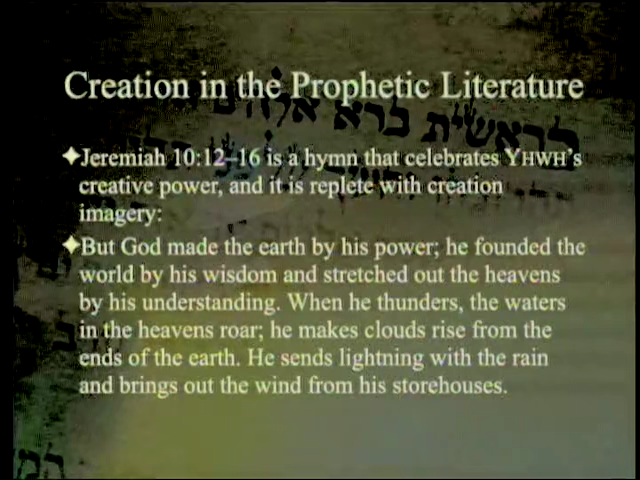 Creation in the Prophetic Literature
בראשית ברא אלהים
✦Jeremiah 10:12–16 is a hymn that celebrates YHWH's
creative power, and it is replete with creation
imagery:
✦But God made the earth by his power; he founded the
world by his wisdom and stretched out the heavens
by his understanding. When he thunders, the waters
in the heavens roar; he makes clouds rise from the
ends of the earth. He sends lightning with the rain
and brings out the wind from his storehouses.